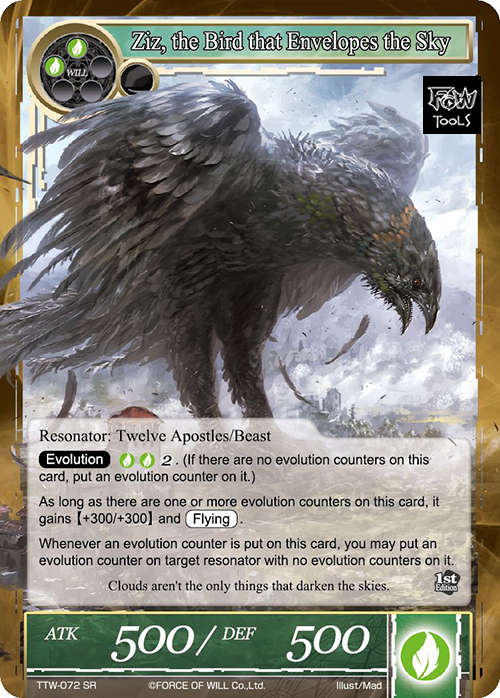 Ziz, the Bird that Envelopes the Sky
WILL
FoW
TooLS
Resonator: Twelve Apostles/Beast
Evolution 2 . (If there are no evolution counters on this
card, put an evolution counter on it.)
As long as there are one or more evolution counters on this card, it
gains 【+300/+300】 and Flying .
Whenever an evolution counter is put on this card, you may put an
evolution counter on target resonator with no evolution counters on it.
Clouds aren't the only things that darken the skies.
1st
Edition
ATK 500/ DEF 500
TTW-072 SR ©FORCE OF WILL Co.,Ltd. Illust/Mad